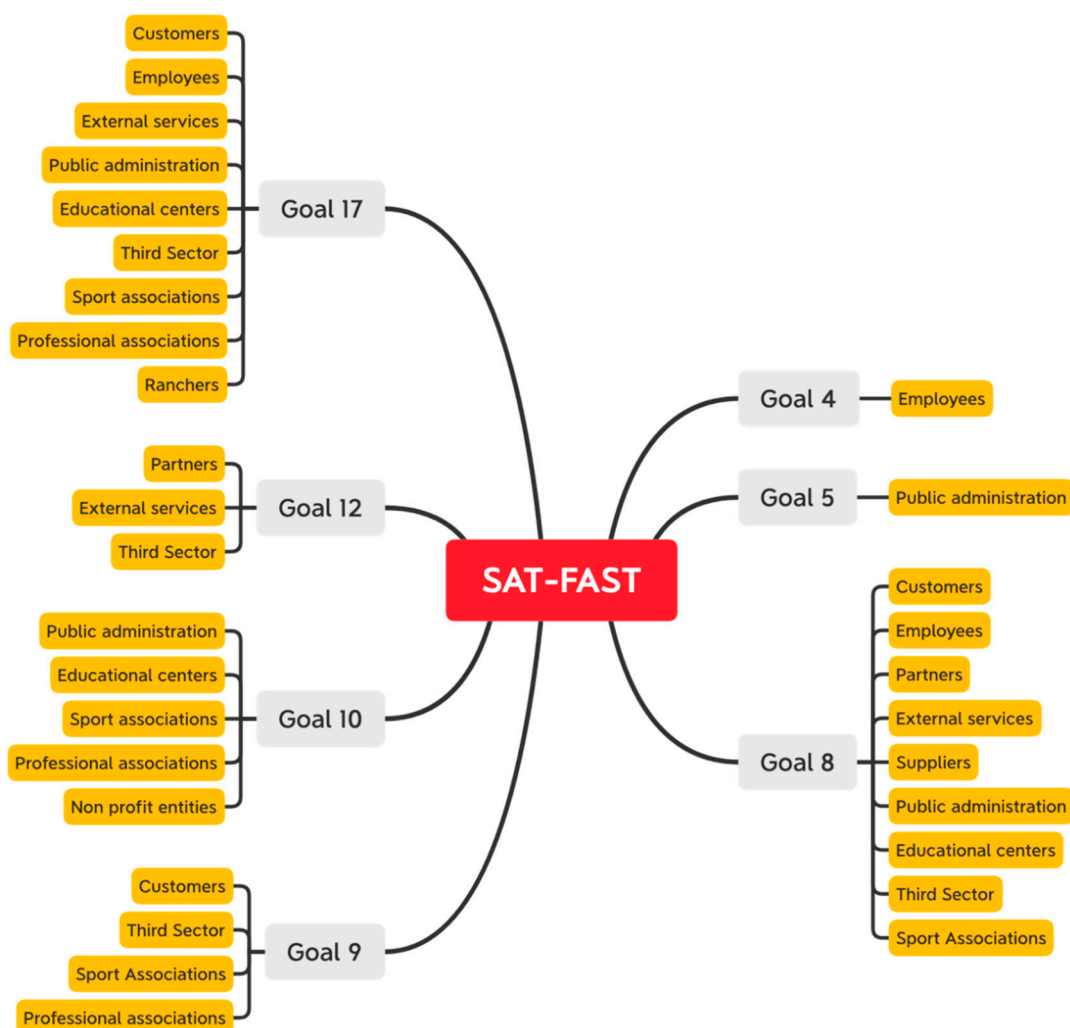 Customers
Employees
External services
Public administration
Educational centers
Third Sector
Sport associations
Professional associations
Ranchers
Goal 17
Partners
External services
Third Sector
Goal 12
Public administration
Educational centers
Sport associations
Professional associations
Non profit entities
Goal 10
Customers
Third Sector
Sport Associations
Professional associations
Goal 9
SAT-FAST
Goal 4
Employees
Goal 5
Public administration
Goal 8
Customers
Employees
Partners
External services
Suppliers
Public administration
Educational centers
Third Sector
Sport Associations